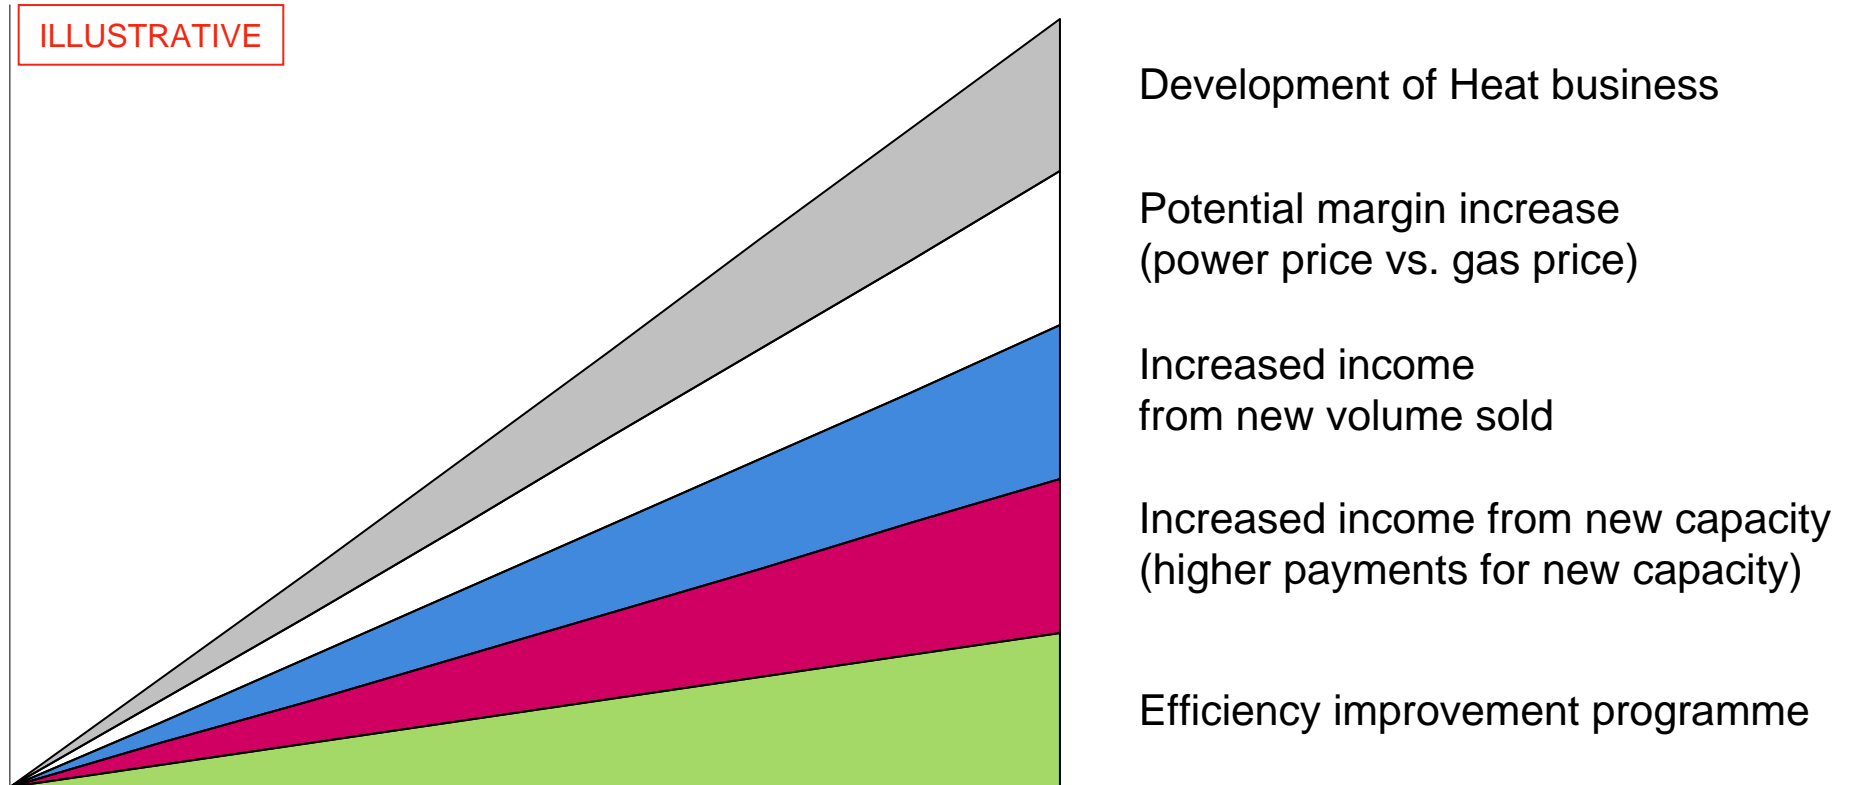 ILLUSTRATIVE
Development of Heat business
Potential margin increase
(power price vs. gas price)
Increased income
from new volume sold
Increased income from new capacity
(higher payments for new capacity)
Efficiency improvement programme